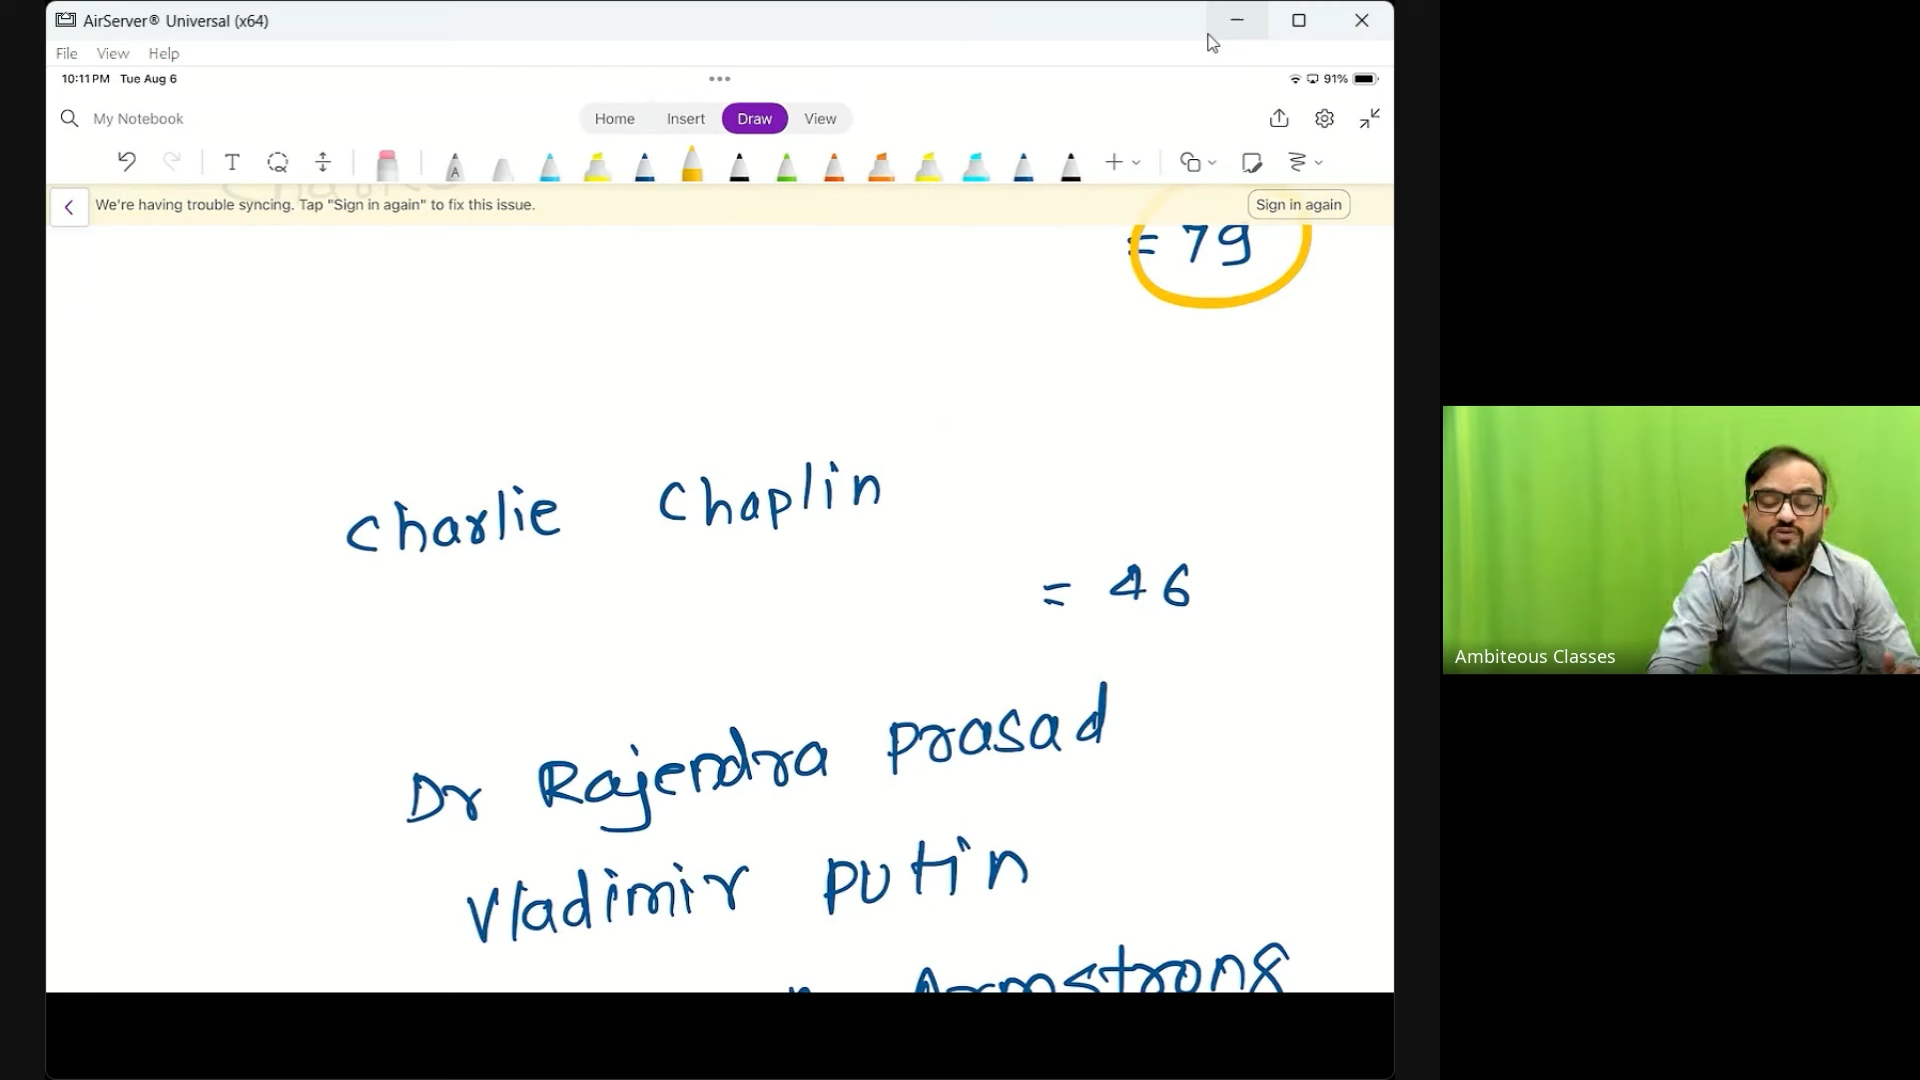 AirServer® Universal (x64)
File View Help
10:11 PM Tue Aug 6
91%
My Notebook
Home Insert Draw View
T A
We're having trouble syncing. Tap "Sign in again" to fix this issue.
Sign in again
= 79
Charlie Chaplin
= 46
Dr Rajendra Prasad
Vladimir Putin
Armstrong
Ambiteous Classes